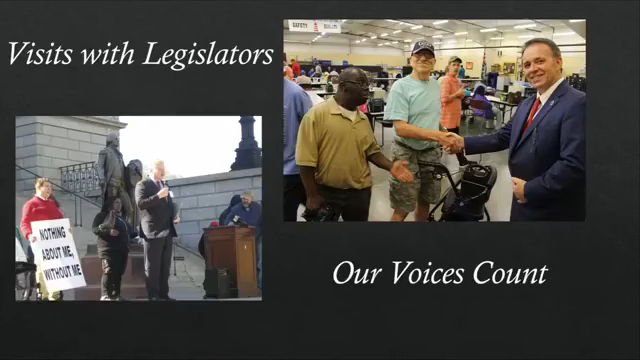 Visits with Legislators
SAFETY
NOTHING
ABOUT ME,
WITHOUT ME
Our Voices Count